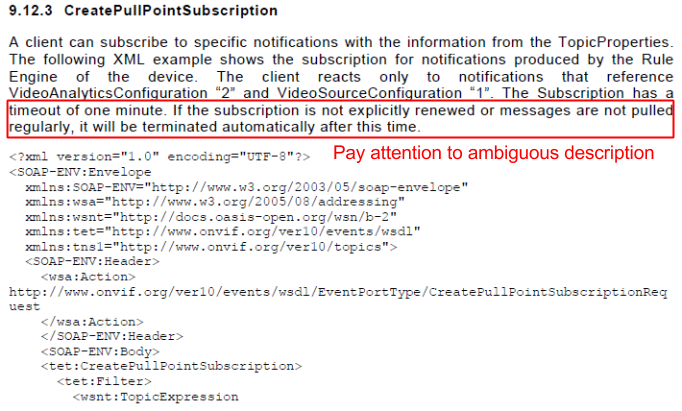 9.12.3 CreatePullPointSubscription
A client can subscribe to specific notifications with the information from the TopicProperties.
The following XML example shows the subscription for notifications produced by the Rule
Engine of the device. The client reacts only to notifications that reference
VideoAnalyticsConfiguration “2” and VideoSourceConfiguration “1”. The Subscription has a
timeout of one minute. If the subscription is not explicitly renewed or messages are not pulled
regularly, it will be terminated automatically after this time.
<?xml version="1.0" encoding="UTF-8"?>
Pay attention to ambiguous description
<SOAP-ENV:Envelope
xmlns:SOAP-ENV="http://www.w3.org/2003/05/soap-envelope"
xmlns:wsa="http://www.w3.org/2005/08/addressing"
xmlns:wsnt="http://docs.oasis-open.org/wsn/b-2"
xmlns:tet="http://www.onvif.org/ver10/events/wsdl"
xmlns:tns1="http://www.onvif.org/ver10/topics">
<SOAP-ENV:Header>
<wsa:Action>
http://www.onvif.org/ver10/events/wsdl/EventPortType/CreatePullPointSubscriptionReq
uest
</wsa:Action>
</SOAP-ENV:Header>
<SOAP-ENV:Body>
<tet:CreatePullPointSubscription>
<tet:Filter>
<wsnt:TopicExpression